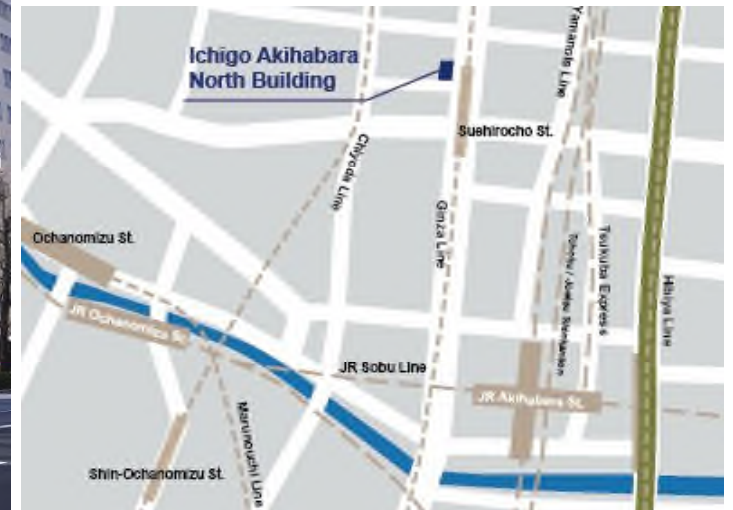 Ichigo Akihabara
North Building
Yamanote Line
Suehirocho St.
Chiyoda Line
Ginza Line
Ochanomizu St.
Tsukuba Express
Tohoku / Joetsu Shinkansen
Hibiya Line
JR Ochanomizu St.
JR Sobu Line
JR Akihabara St.
Marunouchi Line
Shin-Ochanomizu St.